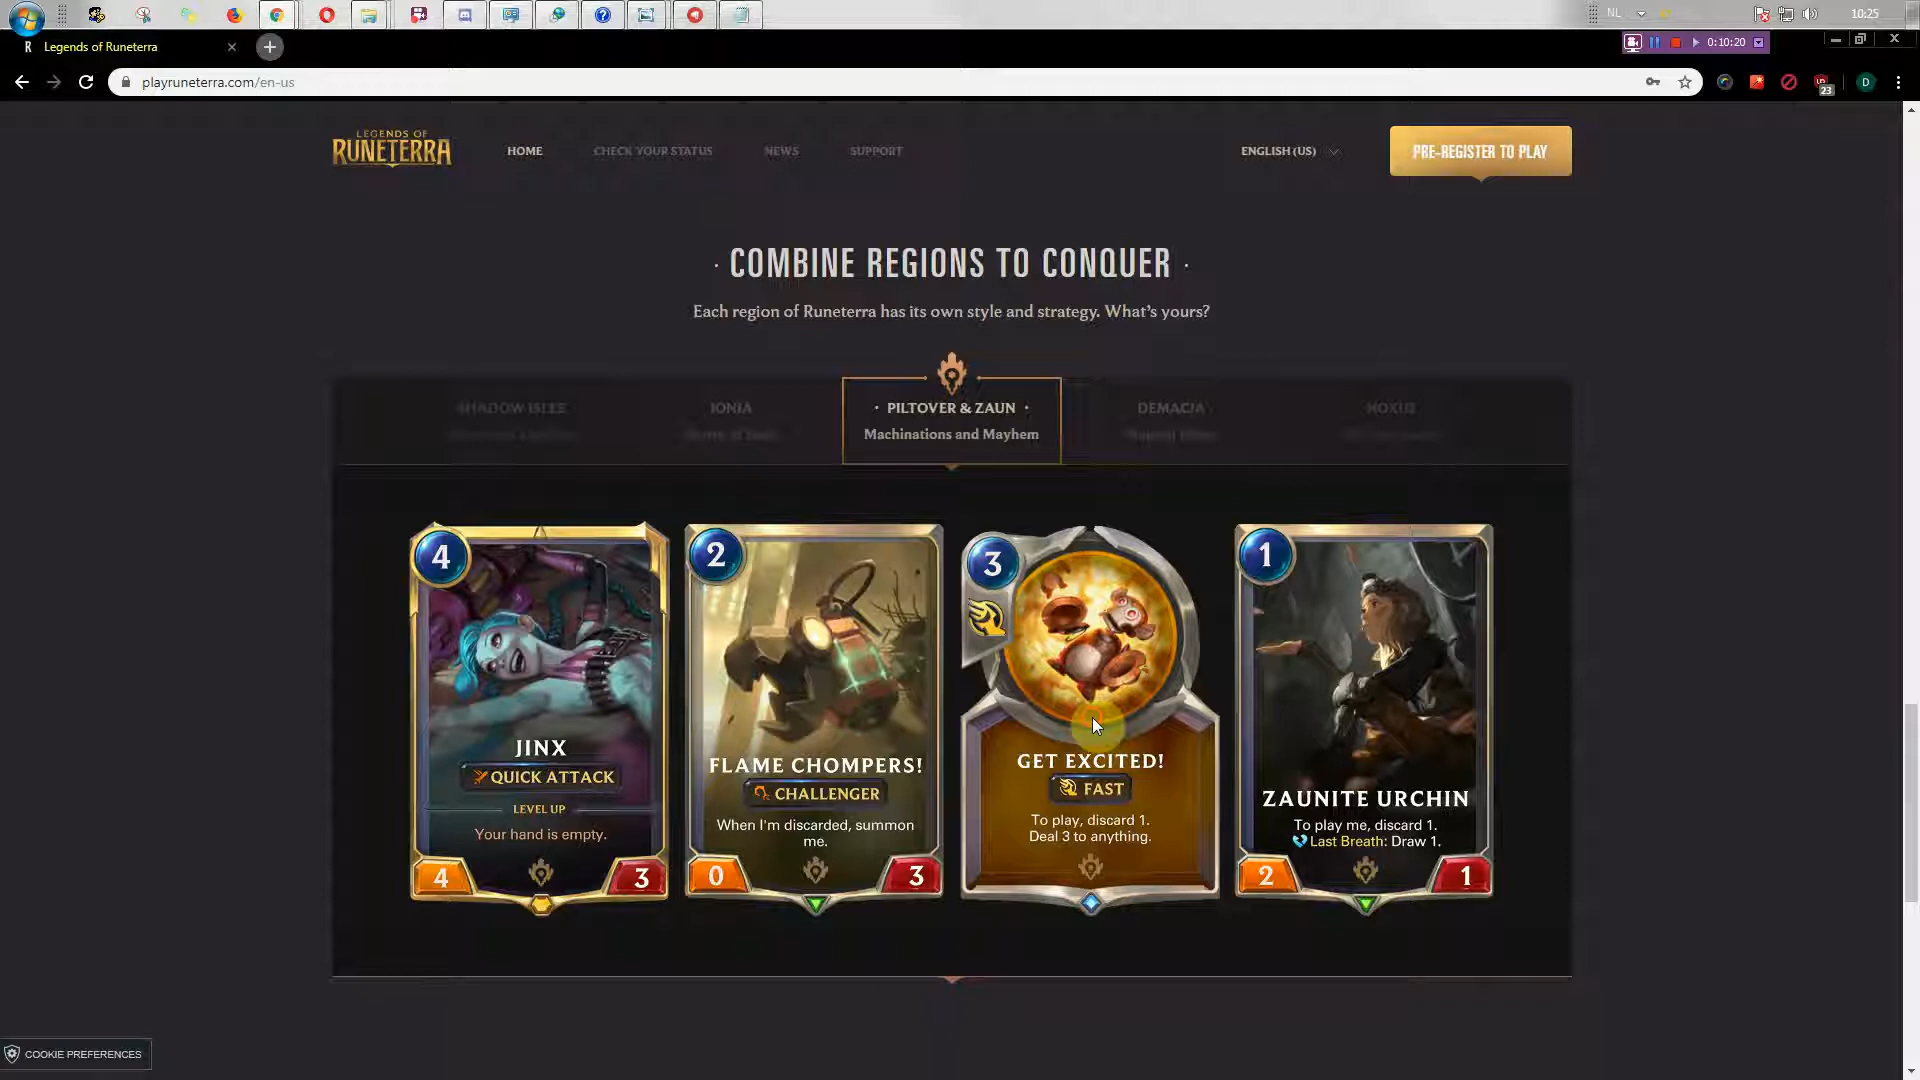 NL
10:25
R Legends of Runeterra
0:10:20
playruneterra.com/en-us
D
23
LEGENDS OF
RUNETERRA
HOME
CHECK YOUR STATUS
NEWS
SUPPORT
ENGLISH (US)
PRE-REGISTER TO PLAY
· COMBINE REGIONS TO CONQUER ·
Each region of Runeterra has its own style and strategy. What's yours?
SHADOW ISLES
IONIA
· PILTOVER & ZAUN ·
DEMACIA
NOXUS
Machinations and Mayhem
4
JINX
QUICK ATTACK
LEVEL UP
Your hand is empty.
4
3
2
FLAME CHOMPERS!
CHALLENGER
When I'm discarded, summon
me.
0
3
3
GET EXCITED!
FAST
To play, discard 1.
Deal 3 to anything.
1
ZAUNITE URCHIN
To play me, discard 1.
Last Breath: Draw 1.
2
1
COOKIE PREFERENCES